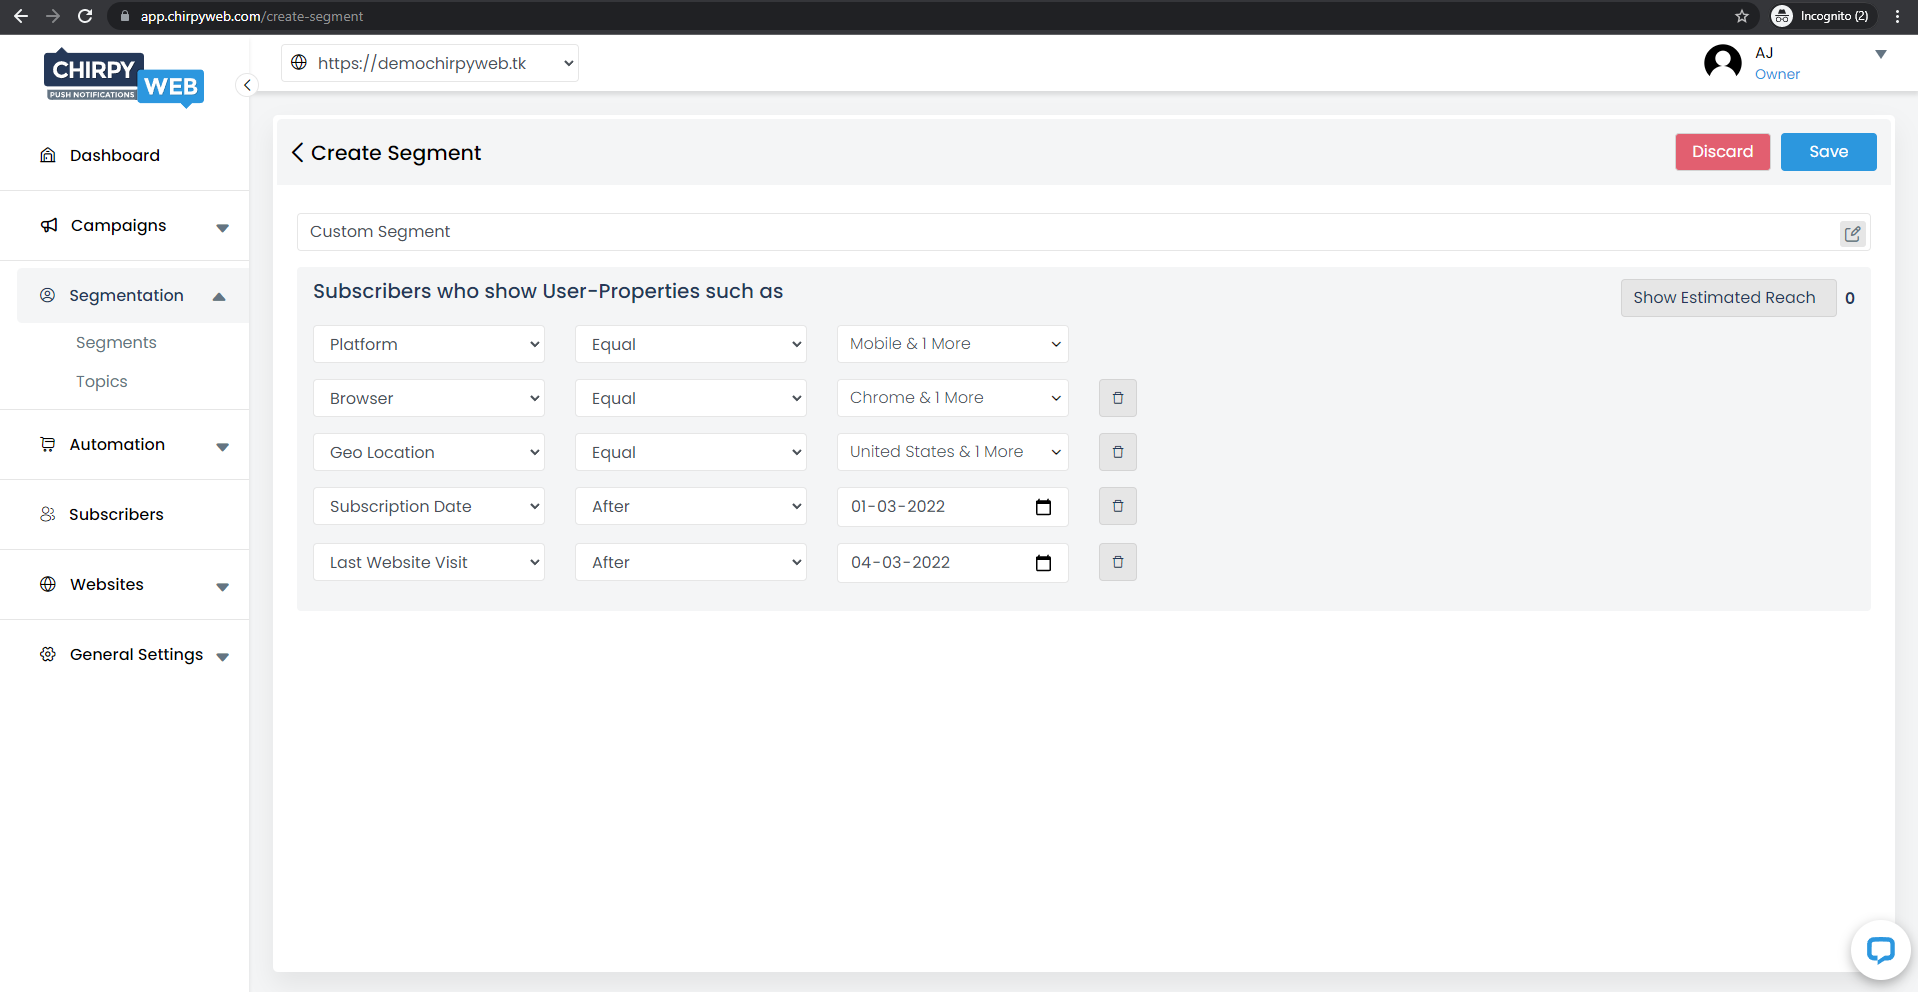 app.chirpyweb.com/create-segment
Incognito (2)
CHIRPY
WEB
PUSH NOTIFICATIONS
https://demochirpyweb.tk
AJ
Owner
Dashboard
Campaigns
Segmentation
Segments
Topics
Automation
Subscribers
Websites
General Settings
Create Segment
Discard
Save
Custom Segment
Subscribers who show User-Properties such as
Show Estimated Reach 0
Platform Equal Mobile & 1 More
Browser Equal Chrome & 1 More
Geo Location Equal United States & 1 More
Subscription Date After 01-03-2022
Last Website Visit After 04-03-2022